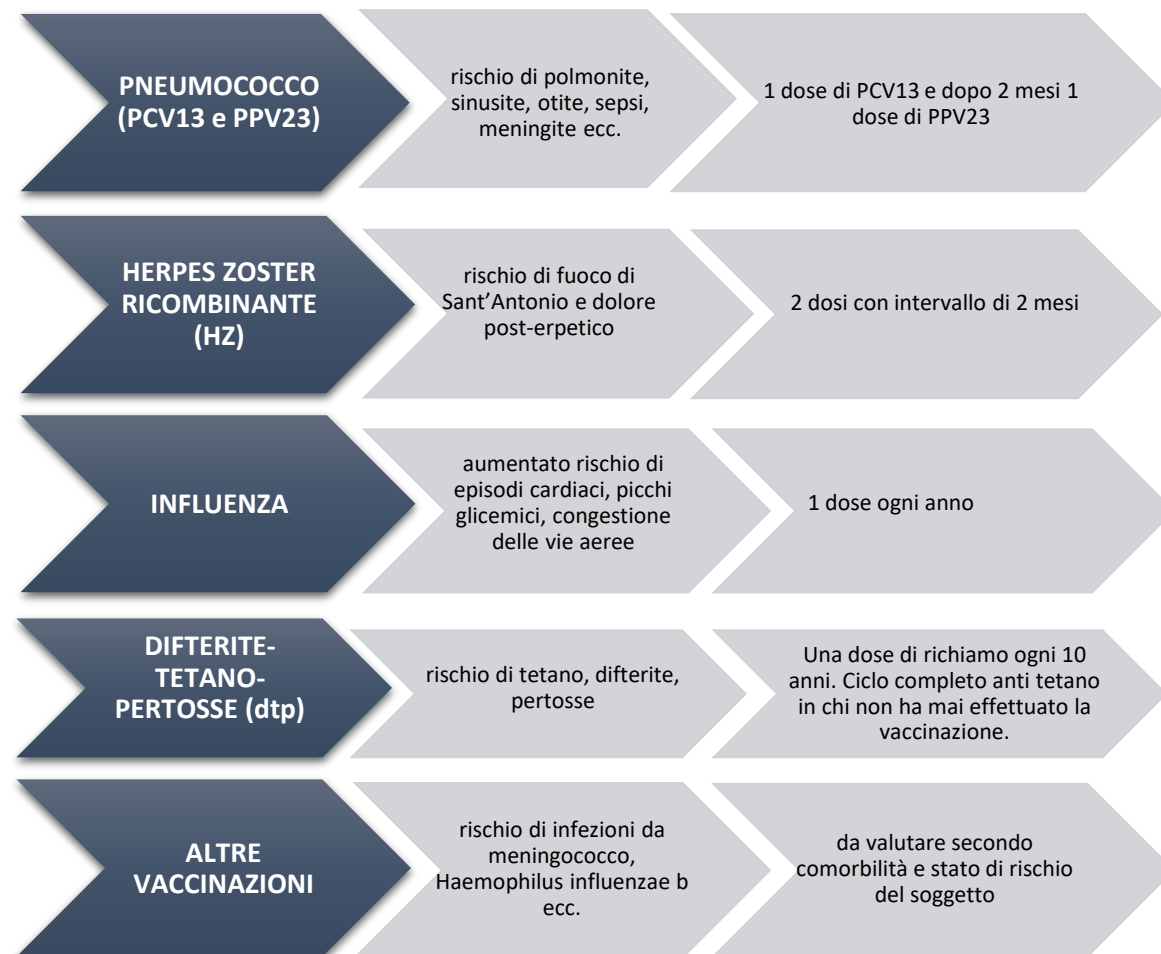 PNEUMOCOCCO
(PCV13 e PPV23)
rischio di polmonite,
sinusite, otite, sepsi,
meningite ecc.
1 dose di PCV13 e dopo 2 mesi 1
dose di PPV23
HERPES ZOSTER
RICOMBINANTE
(HZ)
rischio di fuoco di
Sant’Antonio e dolore
post-erpetico
2 dosi con intervallo di 2 mesi
INFLUENZA
aumentato rischio di
episodi cardiaci, picchi
glicemici, congestione
delle vie aeree
1 dose ogni anno
DIFTERITE-
TETANO-
PERTOSSE (dtp)
rischio di tetano, difterite,
pertosse
Una dose di richiamo ogni 10
anni. Ciclo completo anti tetano
in chi non ha mai effettuato la
vaccinazione.
ALTRE
VACCINAZIONI
rischio di infezioni da
meningococco,
Haemophilus influenzae b
ecc.
da valutare secondo
comorbilità e stato di rischio
del soggetto